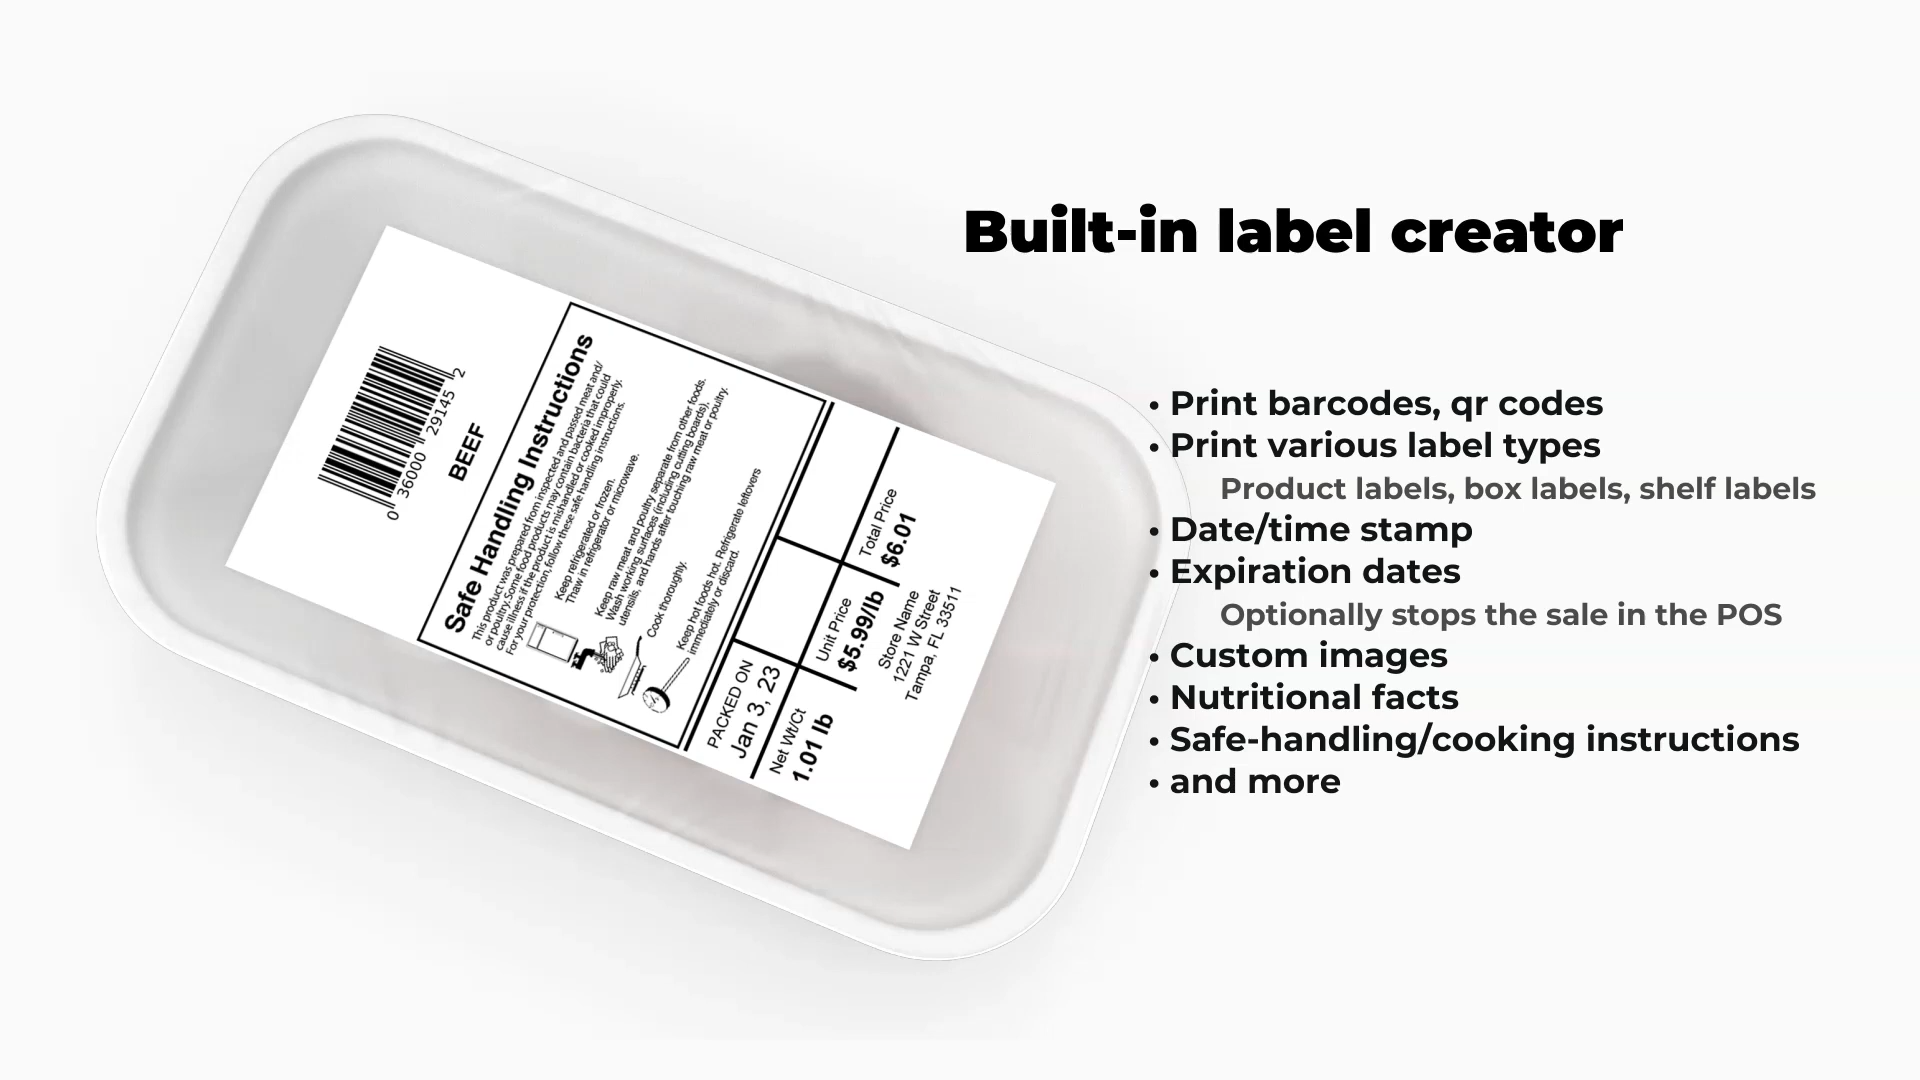 Built-in label creator
• Print barcodes, qr codes
• Print various label types
Product labels, box labels, shelf labels
• Date/time stamp
• Expiration dates
Optionally stops the sale in the POS
• Custom images
• Nutritional facts
• Safe-handling/cooking instructions
• and more
0 36000 29145 2
BEEF
Safe Handling Instructions
This product was prepared from inspected and passed meat and/
or poultry. Some food products may contain bacteria that could
cause illness if the product is mishandled or cooked improperly.
For your protection, follow these safe handling instructions.
Keep refrigerated or frozen.
Thaw in refrigerator or microwave.
Keep raw meat and poultry separate from other foods.
Wash working surfaces (including cutting boards),
utensils, and hands after touching raw meat or poultry.
Cook thoroughly.
Keep hot foods hot. Refrigerate leftovers
immediately or discard.
PACKED ON
Jan 3, 23
Net Wt/Ct
1.01 lb
Unit Price
$5.99/lb
Total Price
$6.01
Store Name
1221 W Street
Tampa, FL 33511